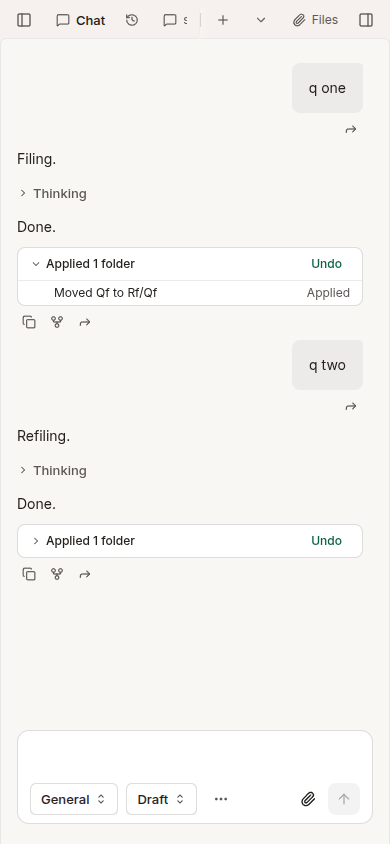 Chat
Files
q one
Filing.
Thinking
Done.
Applied 1 folder
Undo
Moved Qf to Rf/Qf
Applied
q two
Refiling.
Thinking
Done.
Applied 1 folder
Undo
General
Draft